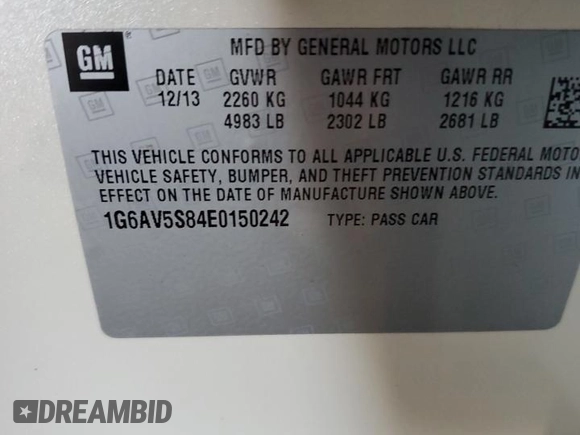 GM
MFD BY GENERAL MOTORS LLC
DATE GVWR GAWR FRT GAWR RR
12/13 2260 KG 1044 KG 1216 KG
4983 LB 2302 LB 2681 LB
THIS VEHICLE CONFORMS TO ALL APPLICABLE U.S. FEDERAL MOTO
VEHICLE SAFETY, BUMPER, AND THEFT PREVENTION STANDARDS IN
EFFECT ON THE DATE OF MANUFACTURE SHOWN ABOVE.
1G6AV5S84E0150242 TYPE: PASS CAR
DREAMBID